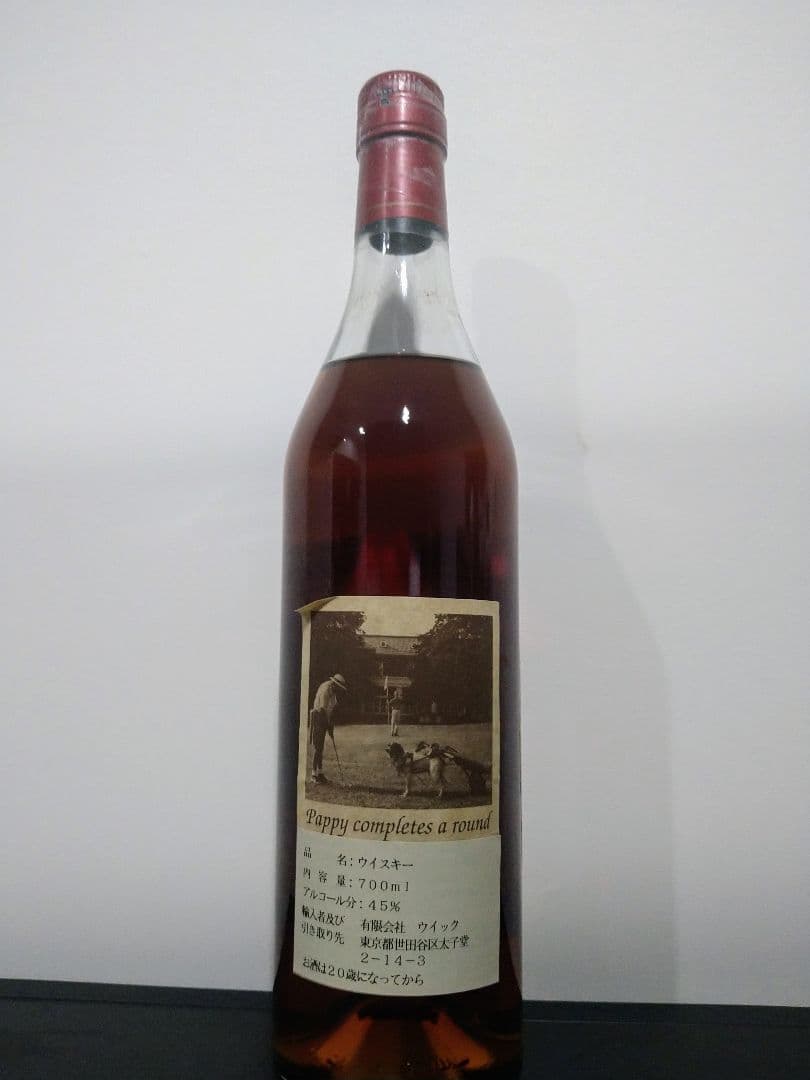 Pappy completes a round
品　　名：ウイスキー
内 容 量：７００ｍｌ
アルコール分：４５％
輸入者及び　有限会社　ウイック
引き取り先　東京都世田谷区太子堂
２－１４－３
お酒は２０歳になってから